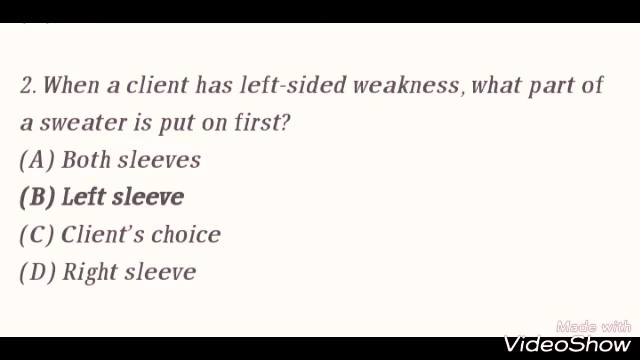 2. When a client has left-sided weakness, what part of
a sweater is put on first?
(A) Both sleeves
(B) Left sleeve
(C) Client's choice
(D) Right sleeve
Made with
VideoShow